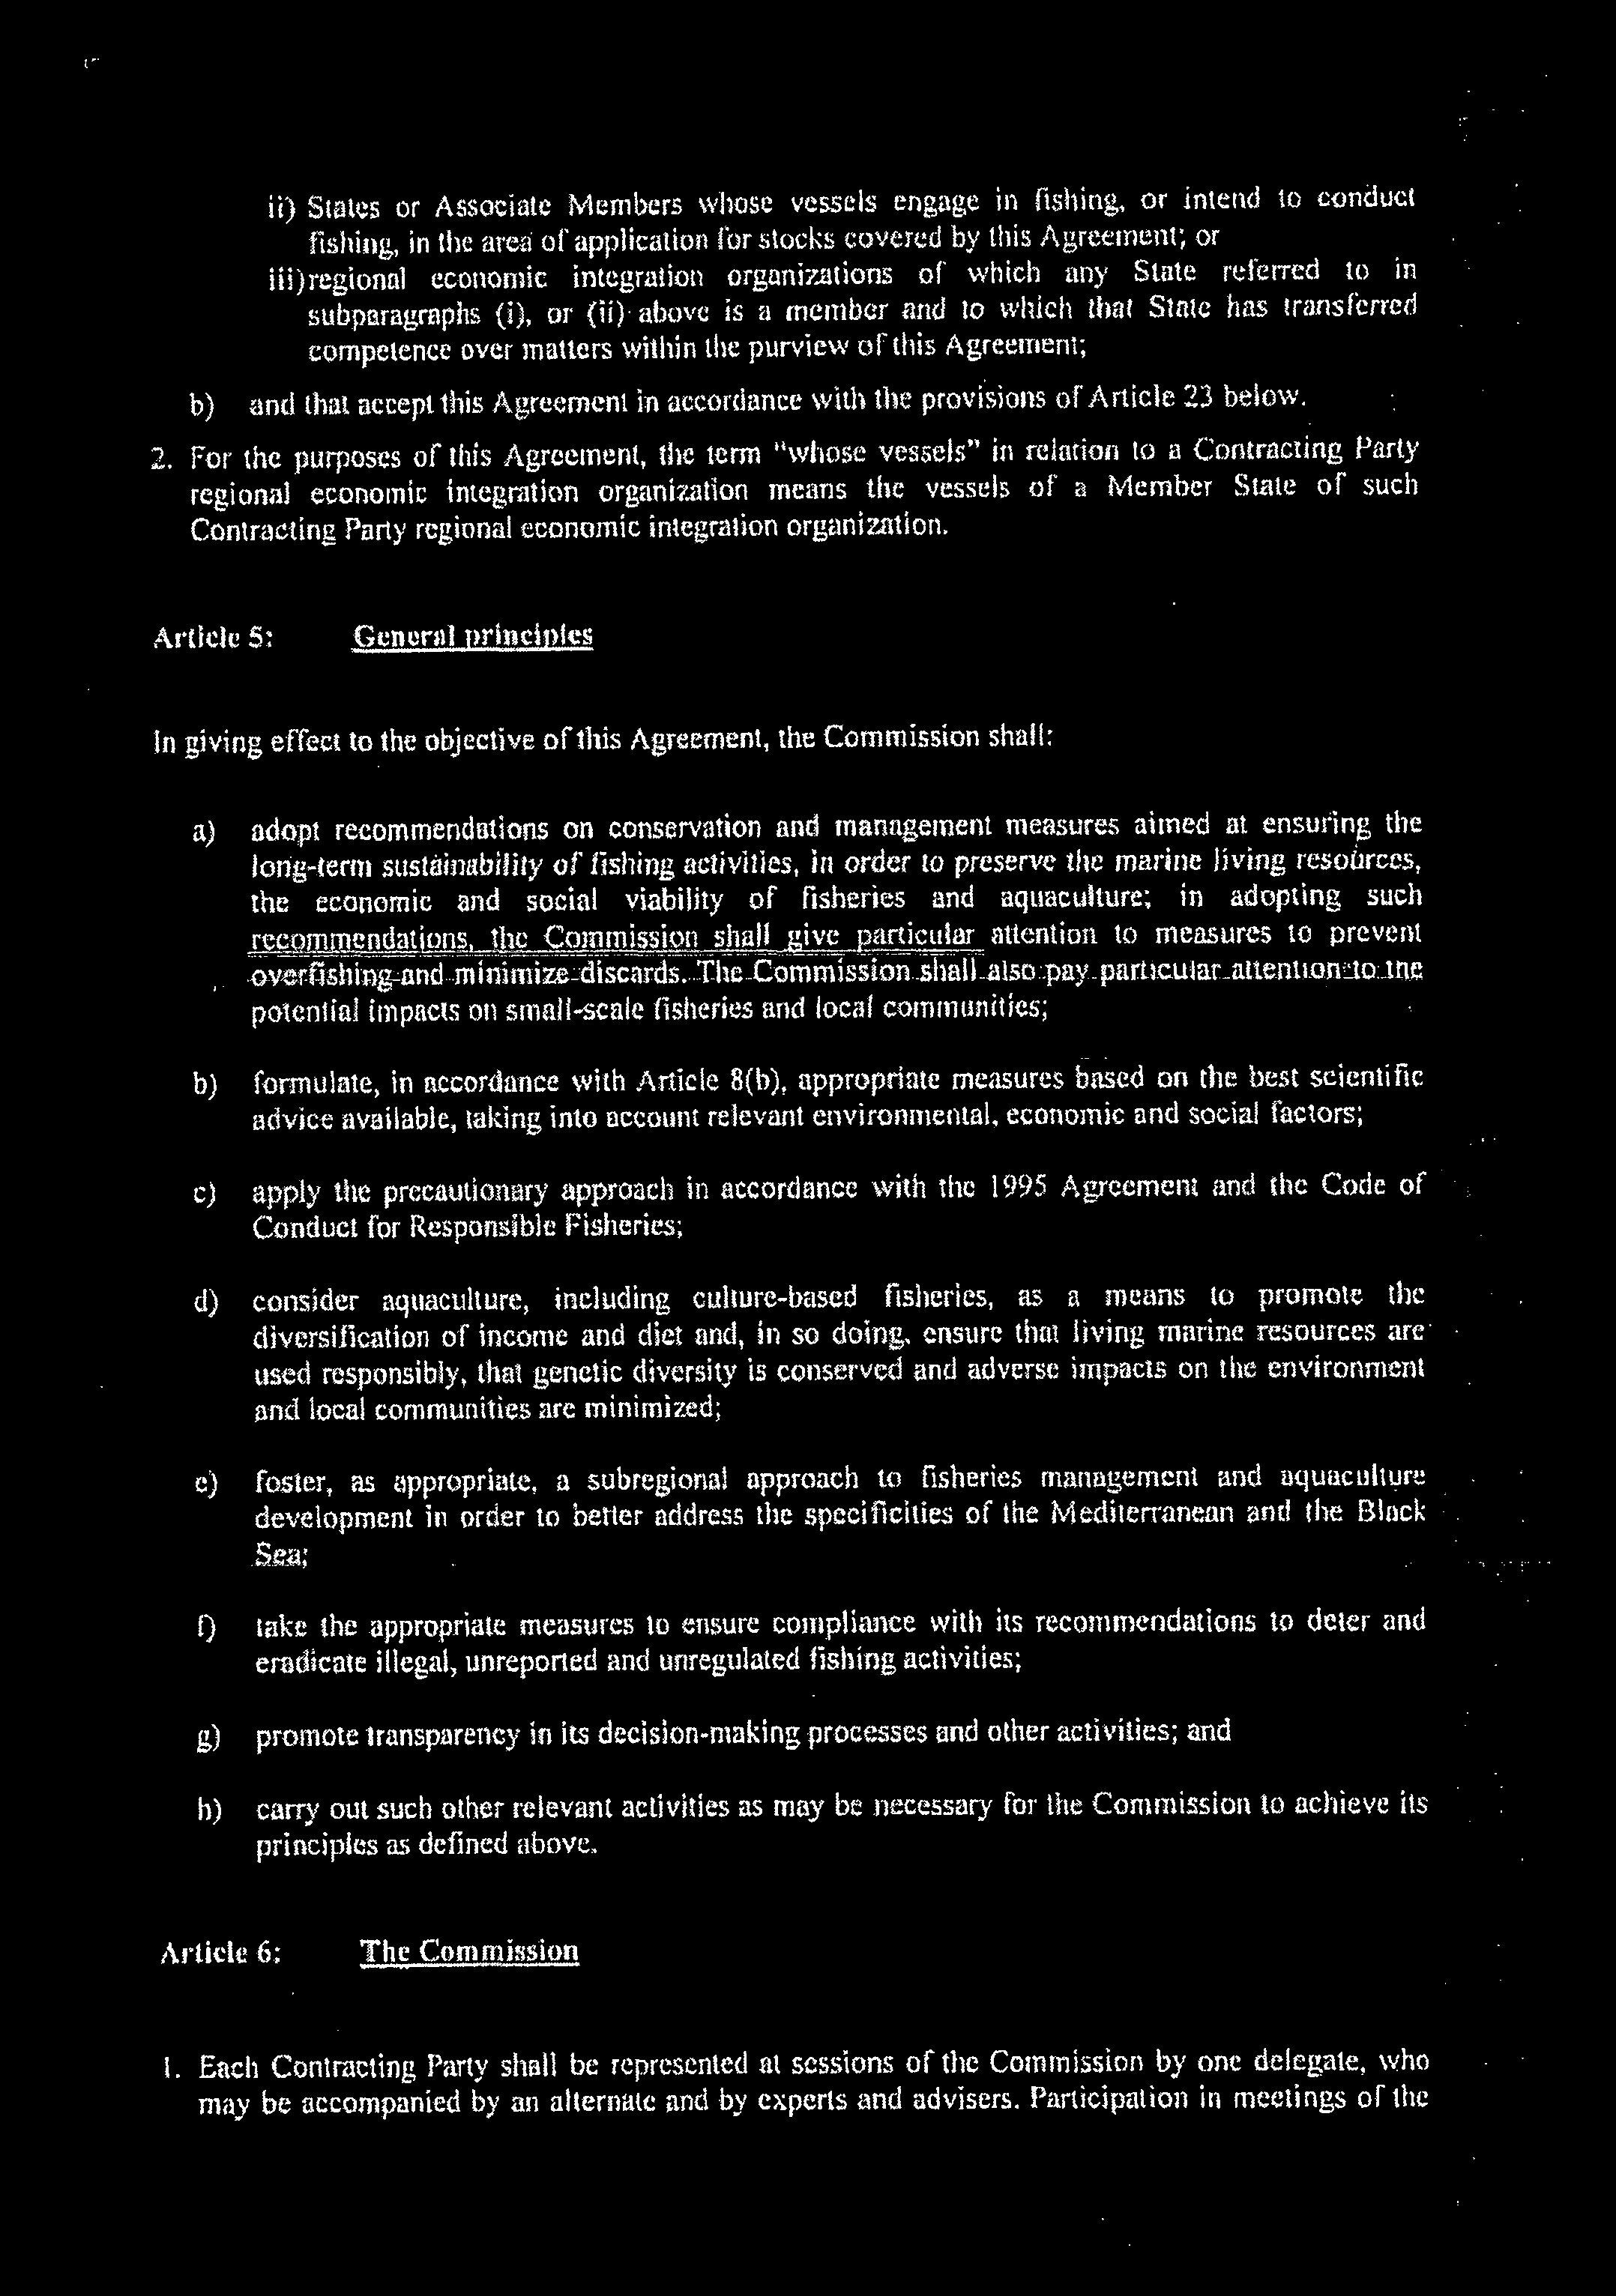 ii) States or Associate Members whose vessels engage in fishing, or intend to conduct
fishing, in the area of application for stocks covered by this Agreement; or
iii)regional economic integration organizations of which any State referred to in
subparagraphs (i), or (ii) above is a member and to which that State has transferred
competence over matters within the purview of this Agreement;
b) and that accept this Agreement in accordance with the provisions of Article 23 below.
2. For the purposes of this Agreement, the term "whose vessels" in relation to a Contracting Party
regional economic integration organization means the vessels of a Member State of such
Contracting Party regional economic integration organization.
Article 5: General principles
In giving effect to the objective of this Agreement, the Commission shall:
a) adopt recommendations on conservation and management measures aimed at ensuring the
long-term sustainability of fishing activities, in order to preserve the marine living resources,
the economic and social viability of fisheries and aquaculture; in adopting such
recommendations, the Commission shall give particular attention to measures to prevent
overfishing and minimize discards. The Commission shall also pay particular attention to the
potential impacts on small-scale fisheries and local communities;
b) formulate, in accordance with Article 8(b), appropriate measures based on the best scientific
advice available, taking into account relevant environmental, economic and social factors;
c) apply the precautionary approach in accordance with the 1995 Agreement and the Code of
Conduct for Responsible Fisheries;
d) consider aquaculture, including culture-based fisheries, as a means to promote the
diversification of income and diet and, in so doing, ensure that living marine resources are
used responsibly, that genetic diversity is conserved and adverse impacts on the environment
and local communities are minimized;
e) foster, as appropriate, a subregional approach to fisheries management and aquaculture
development in order to better address the specificities of the Mediterranean and the Black
Sea;
f) take the appropriate measures to ensure compliance with its recommendations to deter and
eradicate illegal, unreported and unregulated fishing activities;
g) promote transparency in its decision-making processes and other activities; and
h) carry out such other relevant activities as may be necessary for the Commission to achieve its
principles as defined above.
Article 6: The Commission
1. Each Contracting Party shall be represented at sessions of the Commission by one delegate, who
may be accompanied by an alternate and by experts and advisers. Participation in meetings of the